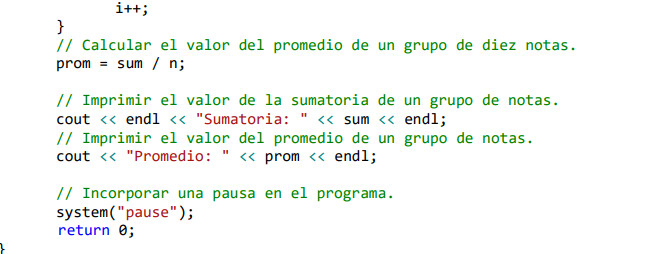 i++;
}
// Calcular el valor del promedio de un grupo de diez notas.
prom = sum / n;
// Imprimir el valor de la sumatoria de un grupo de notas.
cout << endl << "Sumatoria: " << sum << endl;
// Imprimir el valor del promedio de un grupo de notas.
cout << "Promedio: " << prom << endl;
// Incorporar una pausa en el programa.
system("pause");
return 0;
}